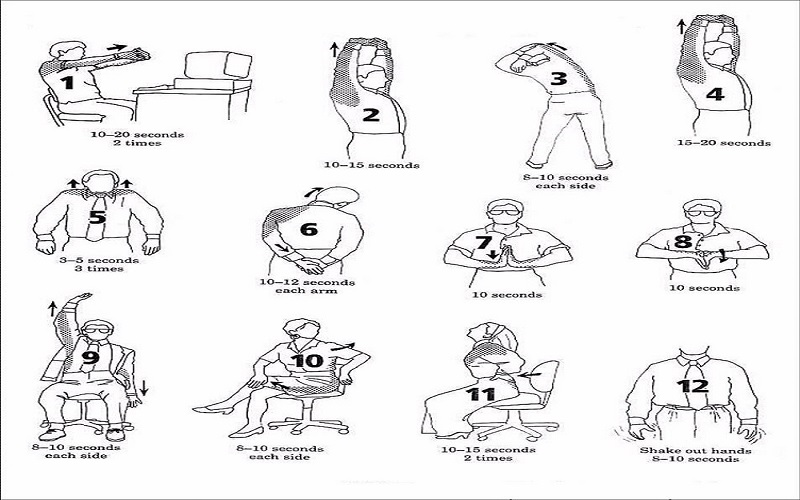 1
10–20 seconds
2 times
2
10–15 seconds
3
8–10 seconds
each side
4
15–20 seconds
5
3–5 seconds
3 times
6
10–12 seconds
each arm
7
10 seconds
8
10 seconds
9
8–10 seconds
each side
10
8–10 seconds
each side
11
10–15 seconds
2 times
12
Shake out hands
8–10 seconds